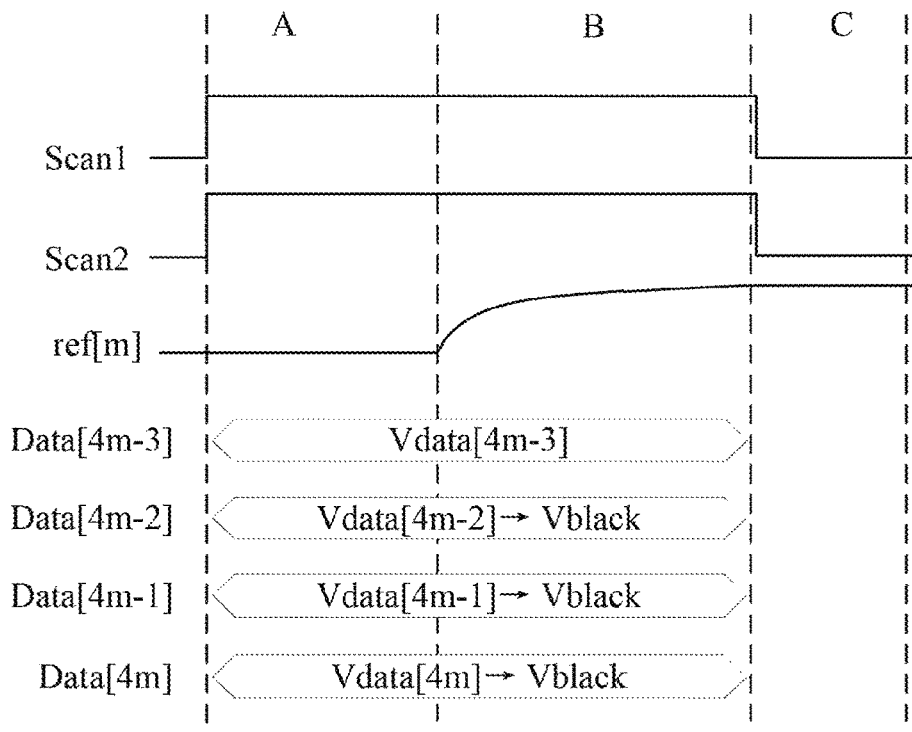 A B C
Scan1
Scan2
ref[m]
Data[4m-3] Vdata[4m-3]
Data[4m-2] Vdata[4m-2]→ Vblack
Data[4m-1] Vdata[4m-1]→ Vblack
Data[4m] Vdata[4m]→ Vblack